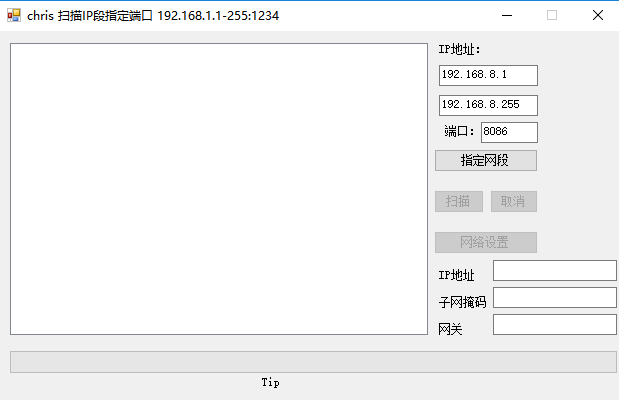 chris 扫描IP段指定端口 192.168.1.1-255:1234
IP地址:
192.168.8.1
192.168.8.255
端口: 8086
指定网段
扫描 取消
网络设置
IP地址
子网掩码
网关
Tip